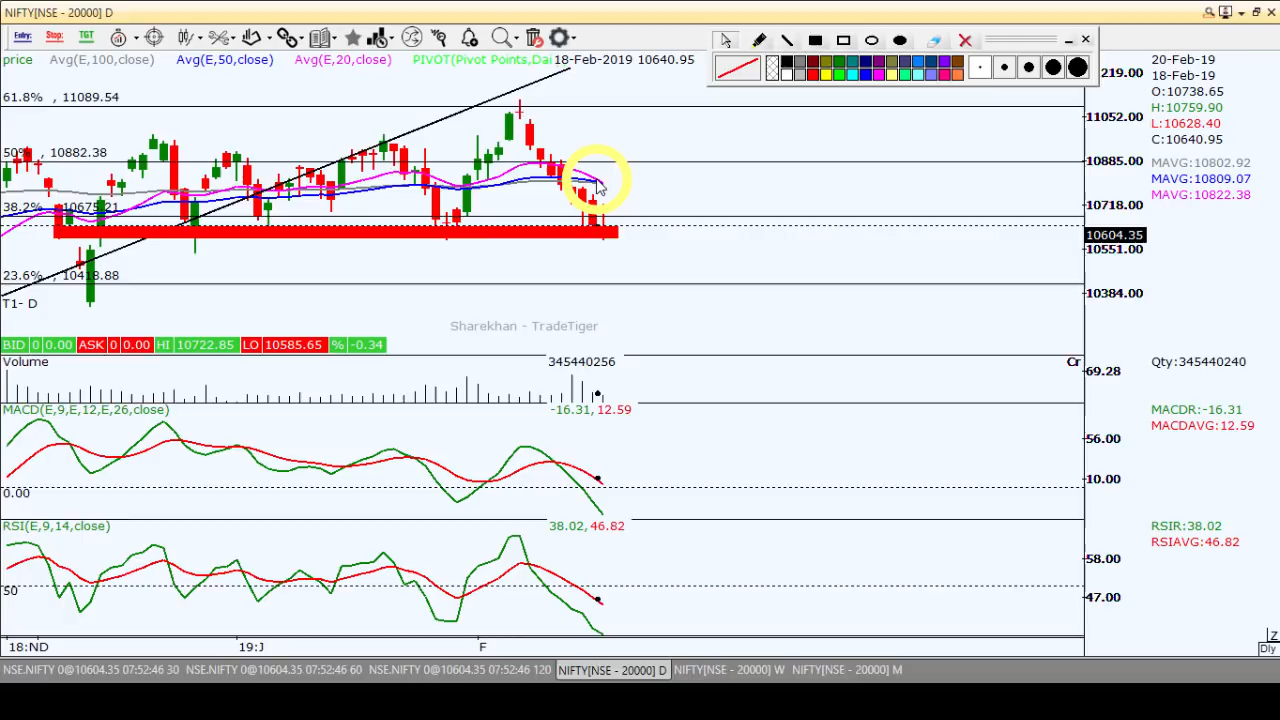 NIFTY[NSE - 20000] D
Entry: Stop: TGT
price Avg(E,100,close) Avg(E,50,close) Avg(E,20,close) PIVOT(Pivot Points,Dai 18-Feb-2019 10640.95
219.00
20-Feb-19
18-Feb-19
O:10738.65
H:10759.90
L:10628.40
C:10640.95
MAVG:10802.92
MAVG:10809.07
MAVG:10822.38
61.8% , 11089.54
11052.00
50% , 10882.38
10885.00
38.2% , 10675.21
10718.00
10604.35
10551.00
23.6% , 10418.88
10384.00
T1- D
Sharekhan - TradeTiger
BID 0 0.00 ASK 0 0.00 HI 10722.85 LO 10585.65 % -0.34
Volume 345440256 Cr 69.28 Qty:345440240
MACD(E,9,E,12,E,26,close) -16.31, 12.59 MACDR:-16.31
MACDAVG:12.59
56.00
10.00
0.00
RSI(E,9,14,close) 38.02, 46.82 RSIR:38.02
RSIAVG:46.82
58.00
50
47.00
18:ND 19:J F Z
Dly
NSE.NIFTY 0@10604.35 07:52:46 30 NSE.NIFTY 0@10604.35 07:52:46 60 NSE.NIFTY 0@10604.35 07:52:46 120 NIFTY[NSE - 20000] D NIFTY[NSE - 20000] W NIFTY[NSE - 20000] M